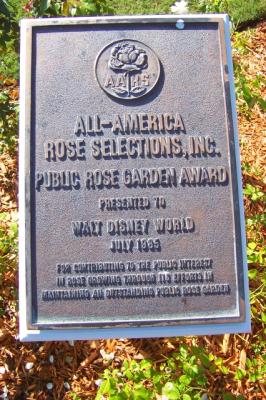 AARS
ALL-AMERICA
ROSE SELECTIONS, INC.
PUBLIC ROSE GARDEN AWARD
PRESENTED TO
WALT DISNEY WORLD
JULY 1985
FOR CONTRIBUTING TO THE PUBLIC INTEREST
IN ROSE GROWING THROUGH ITS EFFORTS IN
MAINTAINING AN OUTSTANDING PUBLIC ROSE GARDEN